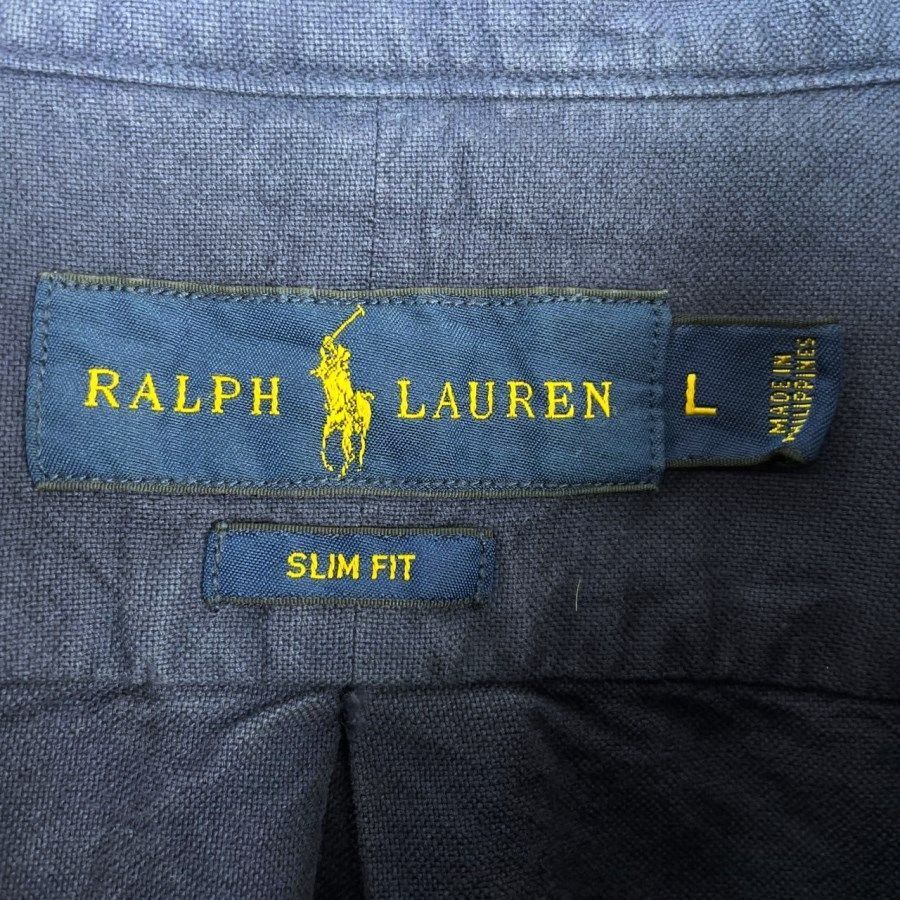 RALPH LAUREN
L
MADE IN
PHILIPPINES
SLIM FIT